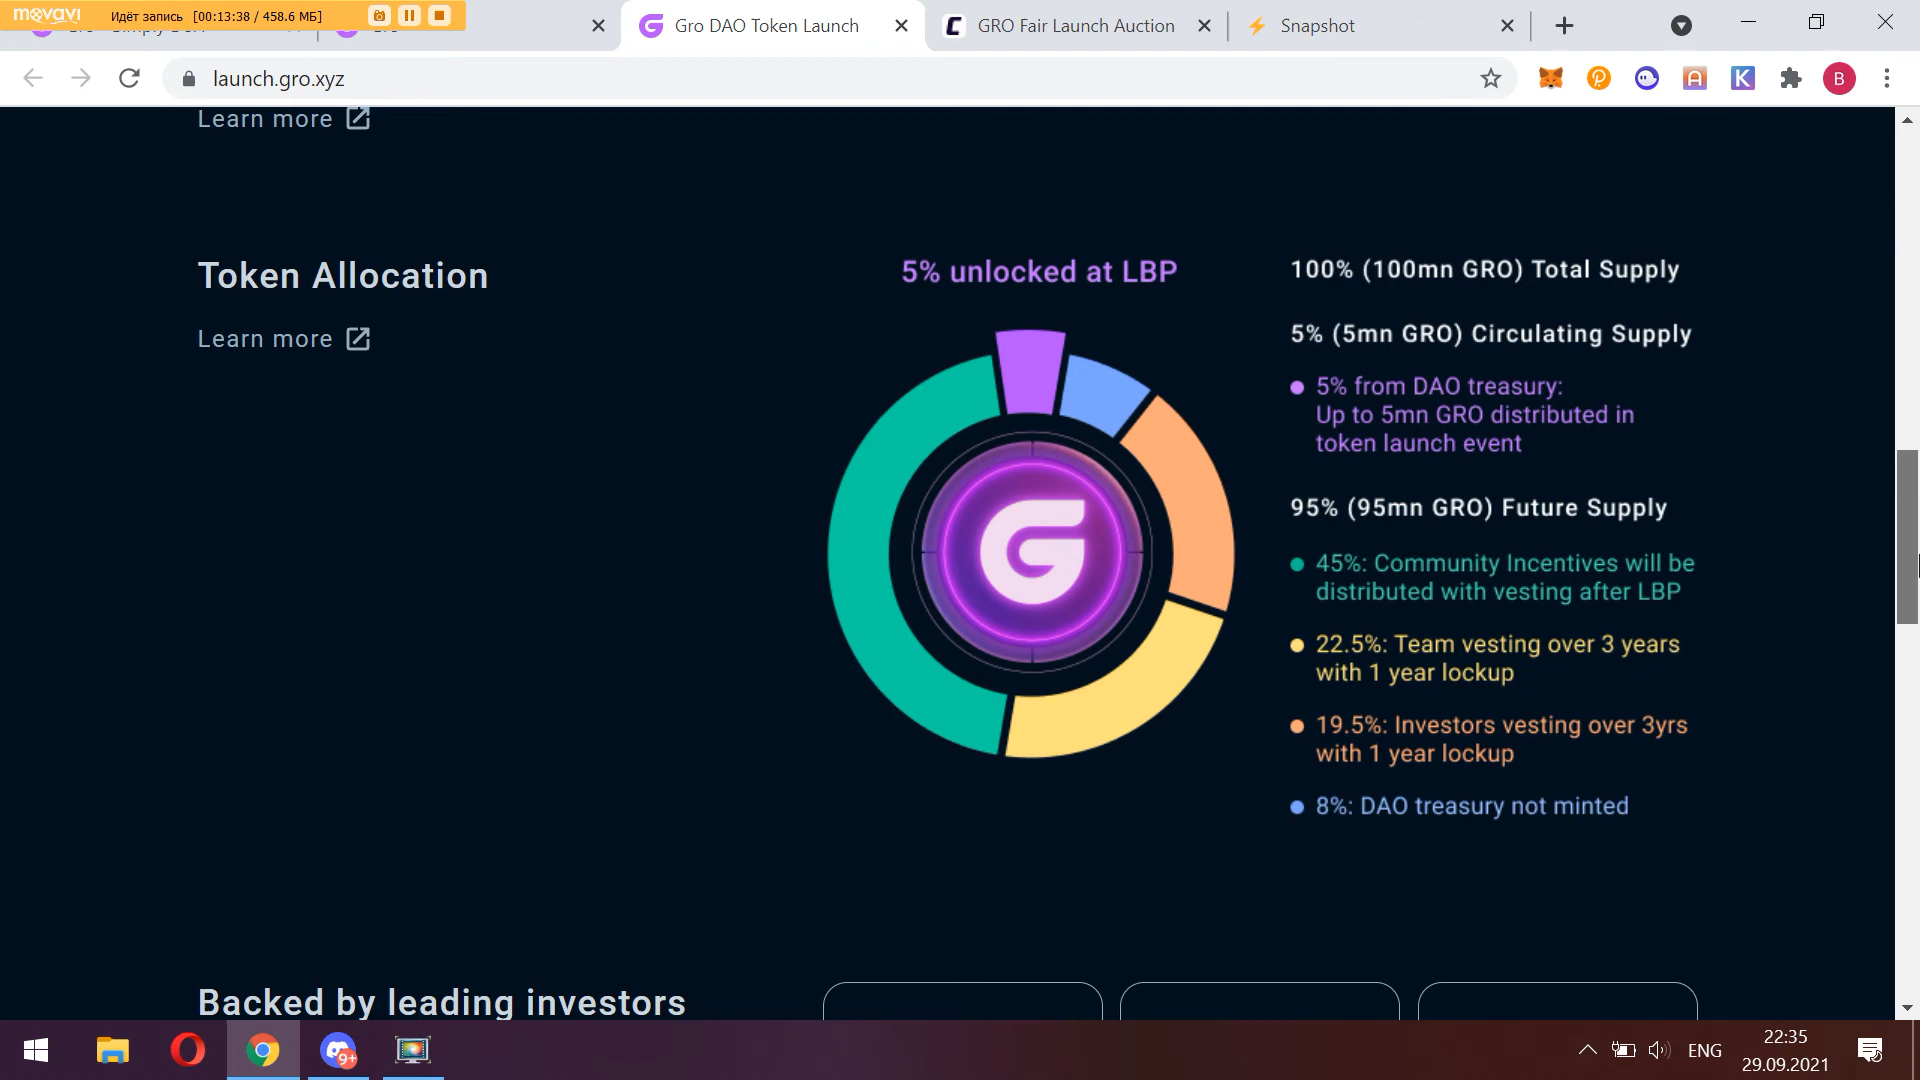 movavi
Идёт запись [00:13:38 / 458.6 МБ]
Gro DAO Token Launch
GRO Fair Launch Auction
Snapshot
launch.gro.xyz
B
Learn more
Token Allocation
Learn more
5% unlocked at LBP
100% (100mn GRO) Total Supply
5% (5mn GRO) Circulating Supply
5% from DAO treasury:
Up to 5mn GRO distributed in
token launch event
95% (95mn GRO) Future Supply
45%: Community Incentives will be
distributed with vesting after LBP
22.5%: Team vesting over 3 years
with 1 year lockup
19.5%: Investors vesting over 3yrs
with 1 year lockup
8%: DAO treasury not minted
Backed by leading investors
9+
ENG
22:35
29.09.2021